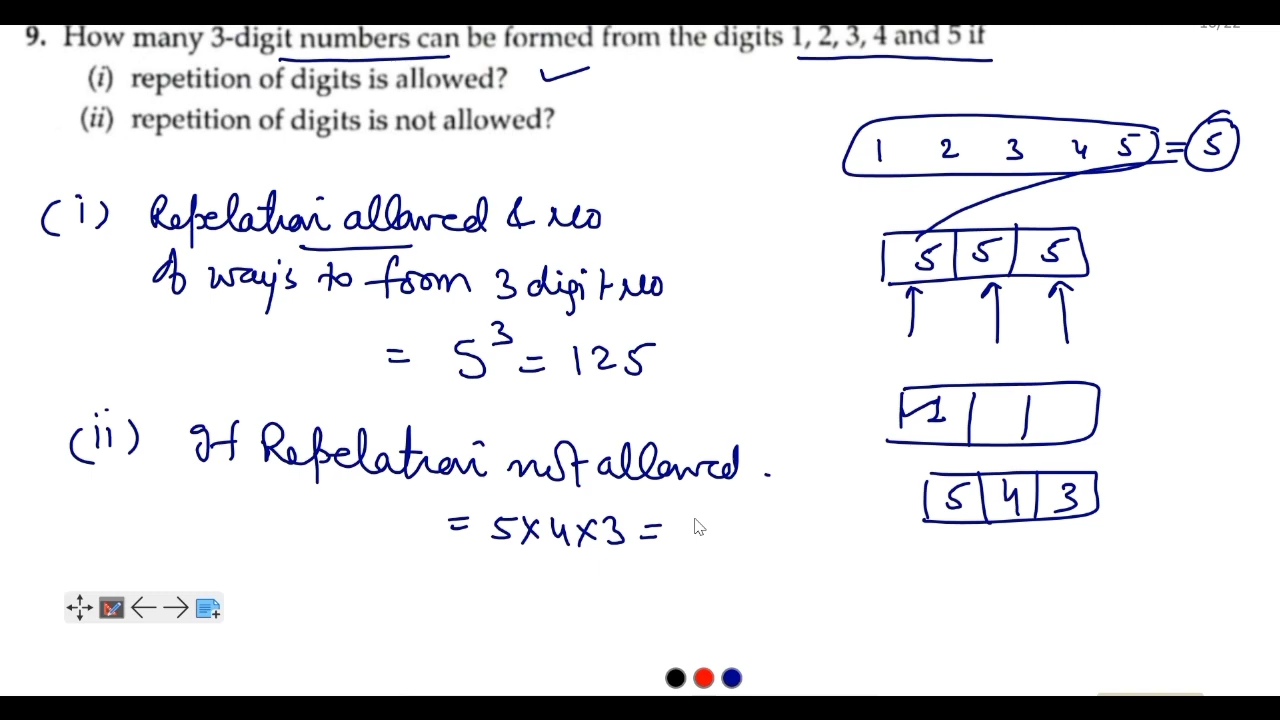 9. How many 3-digit numbers can be formed from the digits 1, 2, 3, 4 and 5 if
(i) repetition of digits is allowed?
(ii) repetition of digits is not allowed?
1 2 3 4 5 = 5
(i) Repelation allowed & no
of ways to from 3 digit no
= 5³ = 125
5 5 5
1
(ii) If Repelation not allowed.
5 4 3
= 5×4×3 =